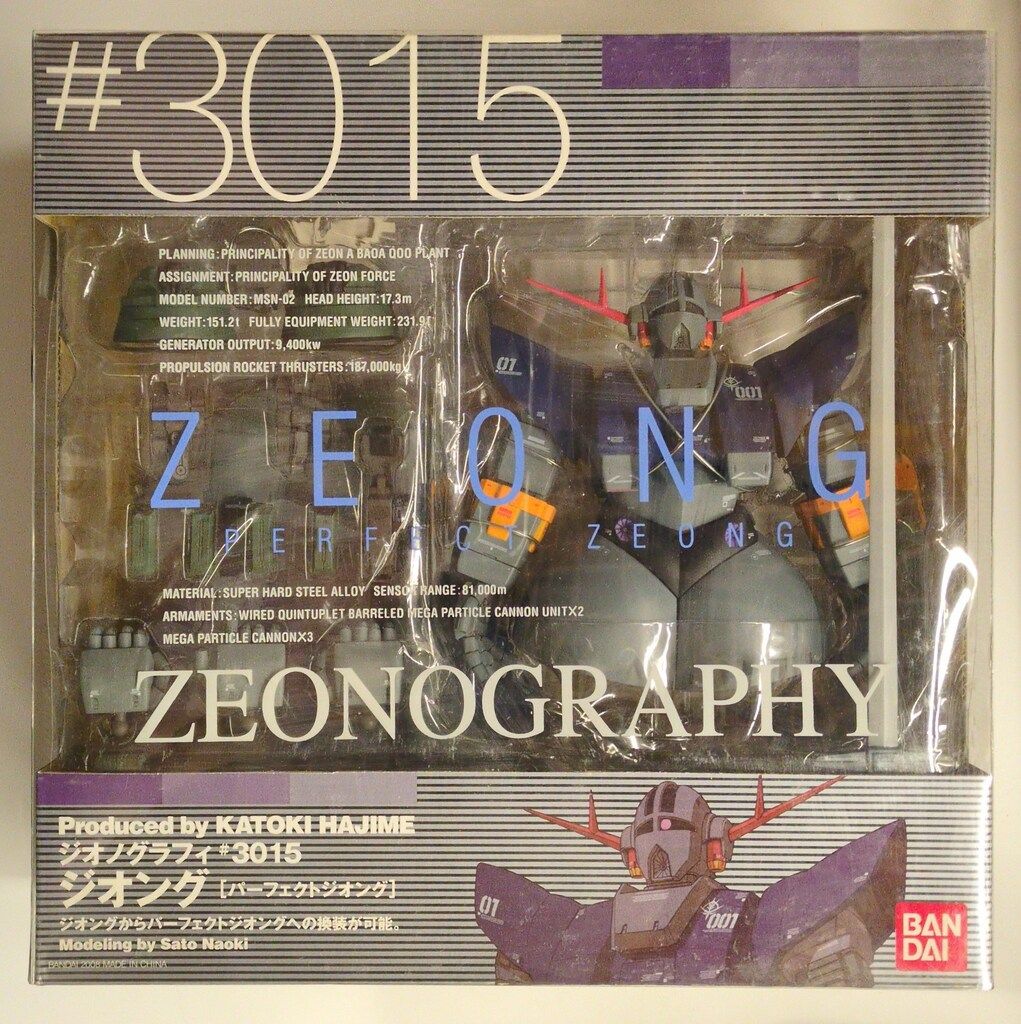 #3015
PLANNING:PRINCIPALITY OF ZEON A BAOA QOO PLANT
ASSIGNMENT:PRINCIPALITY OF ZEON FORCE
MODEL NUMBER:MSN-02 HEAD HEIGHT:17.3m
WEIGHT:151.2t FULLY EQUIPMENT WEIGHT:231.9t
GENERATOR OUTPUT:9,400kw
PROPULSION ROCKET THRUSTERS:187,000kg
01
001
ZEONG
PERFECT ZEONG
MATERIAL:SUPER HARD STEEL ALLOY SENSOR RANGE:81,000m
ARMAMENTS:WIRED QUINTUPLET BARRELED MEGA PARTICLE CANNON UNIT×2
MEGA PARTICLE CANNON×3
ZEONOGRAPHY
Produced by KATOKI HAJIME
ジオノグラフィ #3015
ジオング [パーフェクトジオング]
ジオングからパーフェクトジオングへの換装が可能。
Modeling by Sato Naoki
BANDAI 2008 MADE IN CHINA
01
001
BAN
DAI